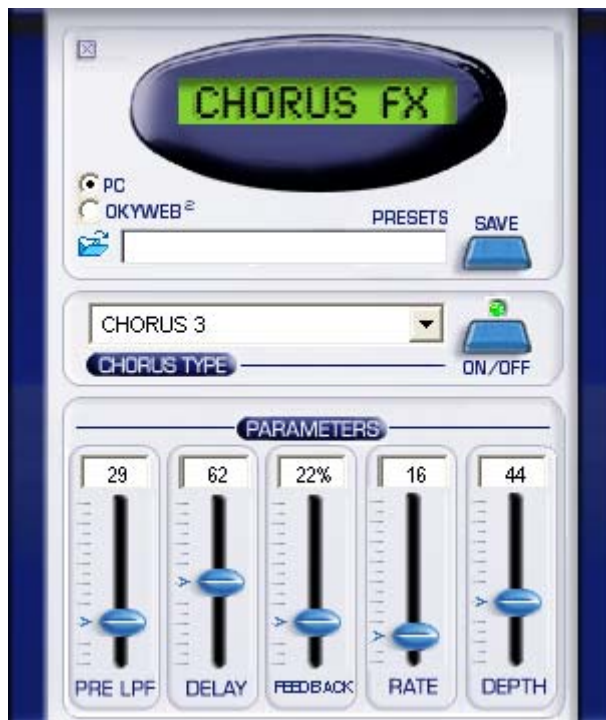 CHORUS FX
PC
OKYWEB²
PRESETS
SAVE
CHORUS 3
CHORUS TYPE
ON/OFF
PARAMETERS
29 62 22% 16 44
PRE LPF DELAY FEEDBACK RATE DEPTH